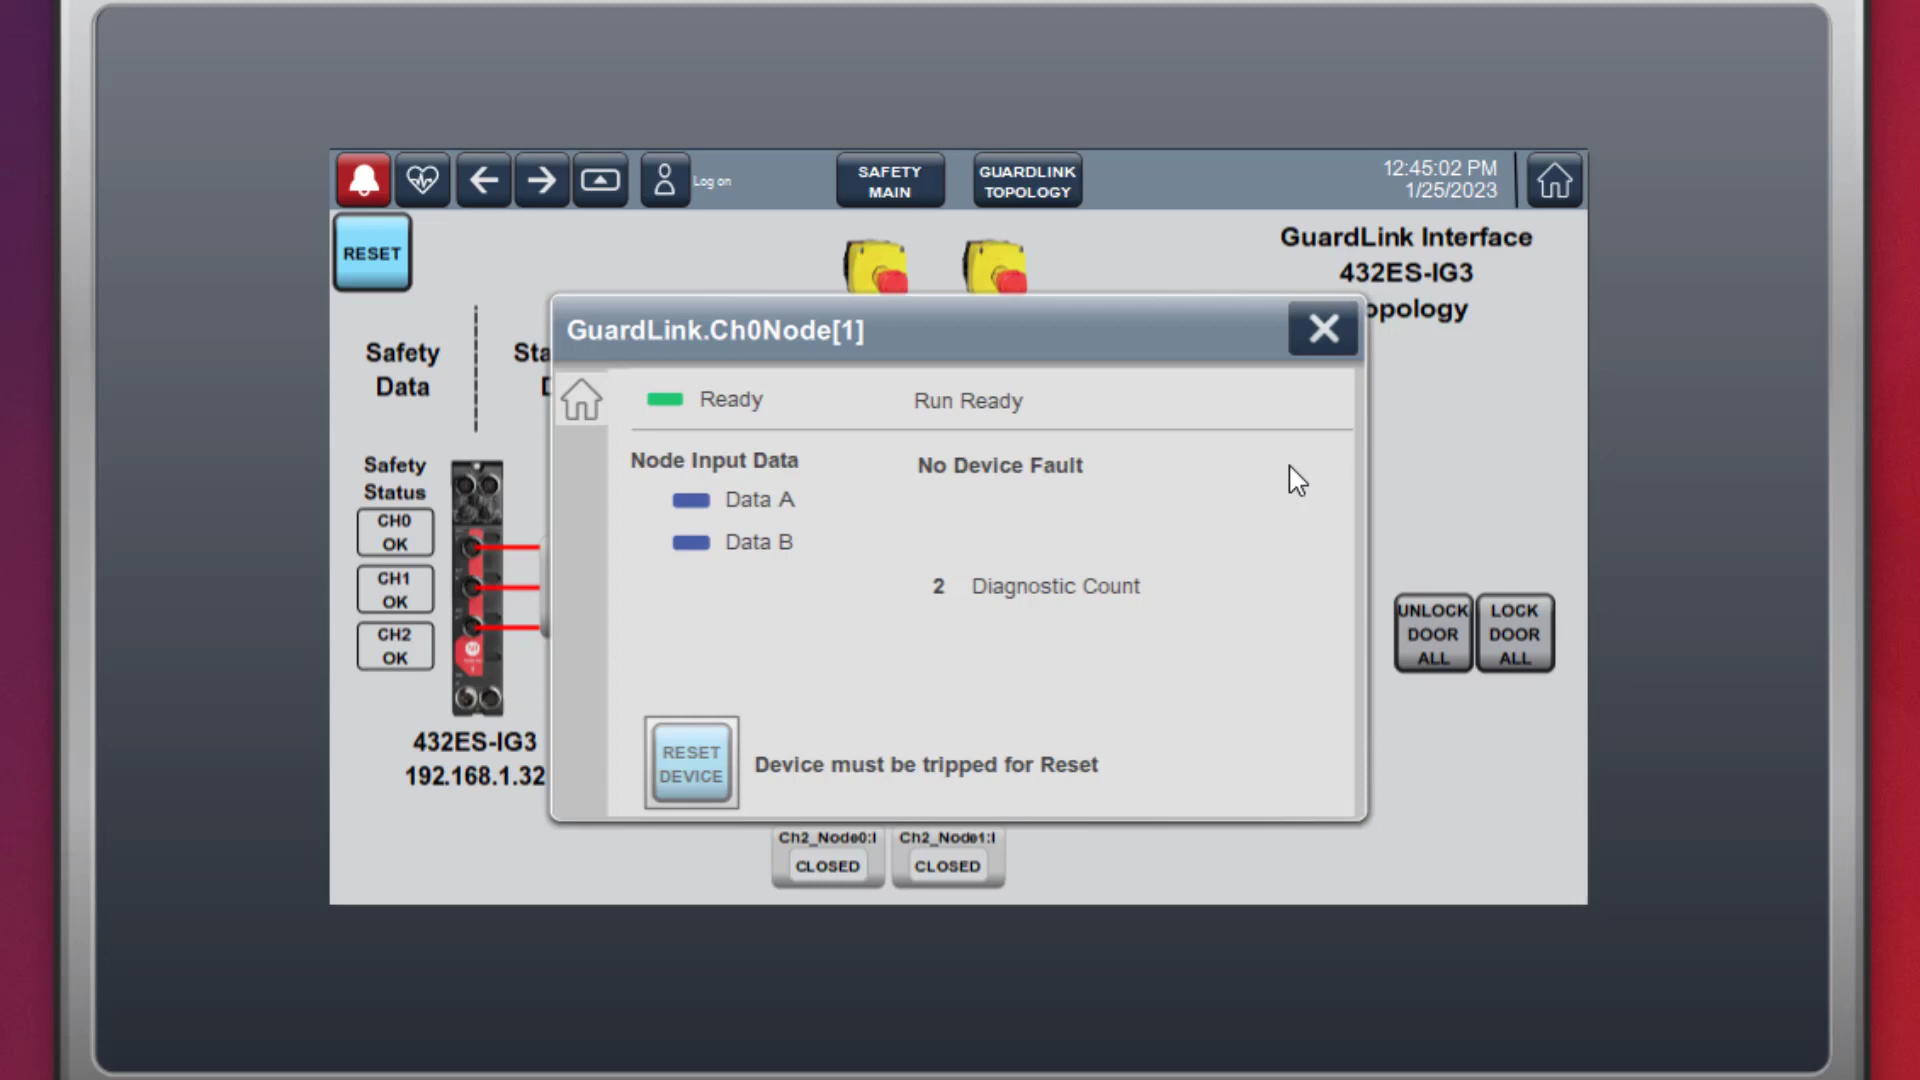 Log on
SAFETY
MAIN
GUARDLINK
TOPOLOGY
12:45:02 PM
1/25/2023
RESET
GuardLink Interface
432ES-IG3
opology
Safety
Data
Sta
GuardLink.Ch0Node[1]
Ready
Run Ready
Node Input Data
No Device Fault
Data A
Data B
2 Diagnostic Count
RESET
DEVICE
Device must be tripped for Reset
Safety
Status
CH0
OK
CH1
OK
CH2
OK
432ES-IG3
192.168.1.32
UNLOCK
DOOR
ALL
LOCK
DOOR
ALL
Ch2_Node0:I
CLOSED
Ch2_Node1:I
CLOSED